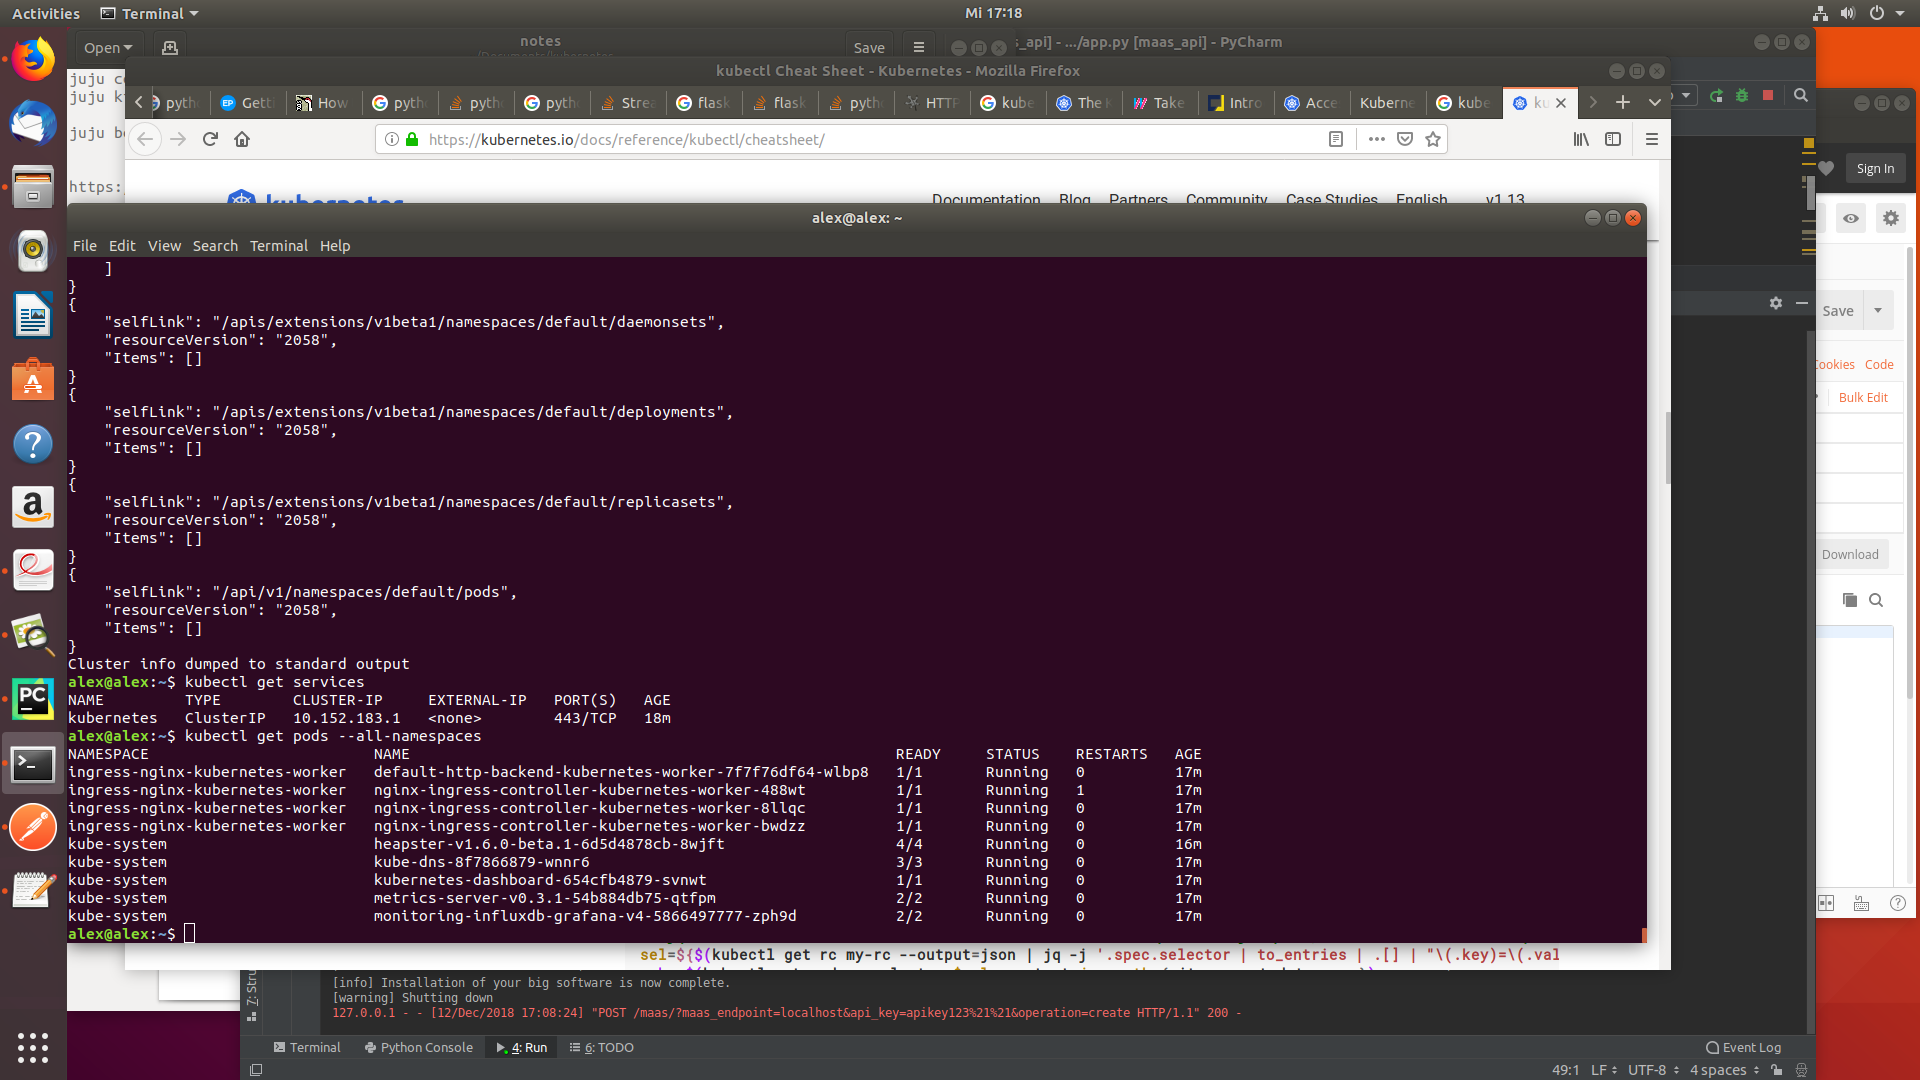 Activities Terminal Mi 17:18
Open notes Save
s_api] - .../app.py [maas_api] - PyCharm
kubectl Cheat Sheet - Kubernetes - Mozilla Firefox
juju
juju
juju
https:
pyth Gett How pyth pyth pyth Stre flask flask pyth HTTP kube The Take Intro Acce Kuberne kube ku
https://kubernetes.io/docs/reference/kubectl/cheatsheet/
Sign In
kubernetes Documentation Blog Partners Community Case Studies English v1.13
alex@alex: ~
File Edit View Search Terminal Help
]
}
{
"selfLink": "/apis/extensions/v1beta1/namespaces/default/daemonsets",
"resourceVersion": "2058",
"Items": []
}
{
"selfLink": "/apis/extensions/v1beta1/namespaces/default/deployments",
"resourceVersion": "2058",
"Items": []
}
{
"selfLink": "/apis/extensions/v1beta1/namespaces/default/replicasets",
"resourceVersion": "2058",
"Items": []
}
{
"selfLink": "/api/v1/namespaces/default/pods",
"resourceVersion": "2058",
"Items": []
}
Cluster info dumped to standard output
alex@alex:~$ kubectl get services
NAME TYPE CLUSTER-IP EXTERNAL-IP PORT(S) AGE
kubernetes ClusterIP 10.152.183.1 <none> 443/TCP 18m
alex@alex:~$ kubectl get pods --all-namespaces
NAMESPACE NAME READY STATUS RESTARTS AGE
ingress-nginx-kubernetes-worker default-http-backend-kubernetes-worker-7f7f76df64-wlbp8 1/1 Running 0 17m
ingress-nginx-kubernetes-worker nginx-ingress-controller-kubernetes-worker-488wt 1/1 Running 1 17m
ingress-nginx-kubernetes-worker nginx-ingress-controller-kubernetes-worker-8llqc 1/1 Running 0 17m
ingress-nginx-kubernetes-worker nginx-ingress-controller-kubernetes-worker-bwdzz 1/1 Running 0 17m
kube-system heapster-v1.6.0-beta.1-6d5d4878cb-8wjft 4/4 Running 0 16m
kube-system kube-dns-8f7866879-wnnr6 3/3 Running 0 17m
kube-system kubernetes-dashboard-654cfb4879-svnwt 1/1 Running 0 17m
kube-system metrics-server-v0.3.1-54b884db75-qtfpm 2/2 Running 0 17m
kube-system monitoring-influxdb-grafana-v4-5866497777-zph9d 2/2 Running 0 17m
alex@alex:~$
Save
Cookies Code
Bulk Edit
Download
sel=${$(kubectl get rc my-rc --output=json | jq -j '.spec.selector | to_entries | .[] | "\(.key)=\(.val
[info] Installation of your big software is now complete.
[warning] Shutting down
127.0.0.1 - - [12/Dec/2018 17:08:24] "POST /maas/?maas_endpoint=localhost&api_key=apikey123%21%21&operation=create HTTP/1.1" 200 -
7: Stru
Terminal Python Console 4: Run 6: TODO Event Log
49:1 LF UTF-8 4 spaces